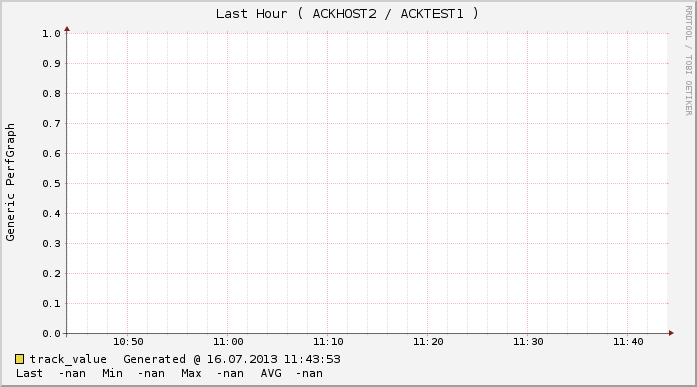 Last Hour ( ACKHOST2 / ACKTEST1 )
RRDTOOL / TOBI OETIKER
Generic PerfGraph
1.0
0.9
0.8
0.7
0.6
0.5
0.4
0.3
0.2
0.1
0.0
10:50 11:00 11:10 11:20 11:30 11:40
track_value Generated @ 16.07.2013 11:43:53
Last -nan Min -nan Max -nan AVG -nan